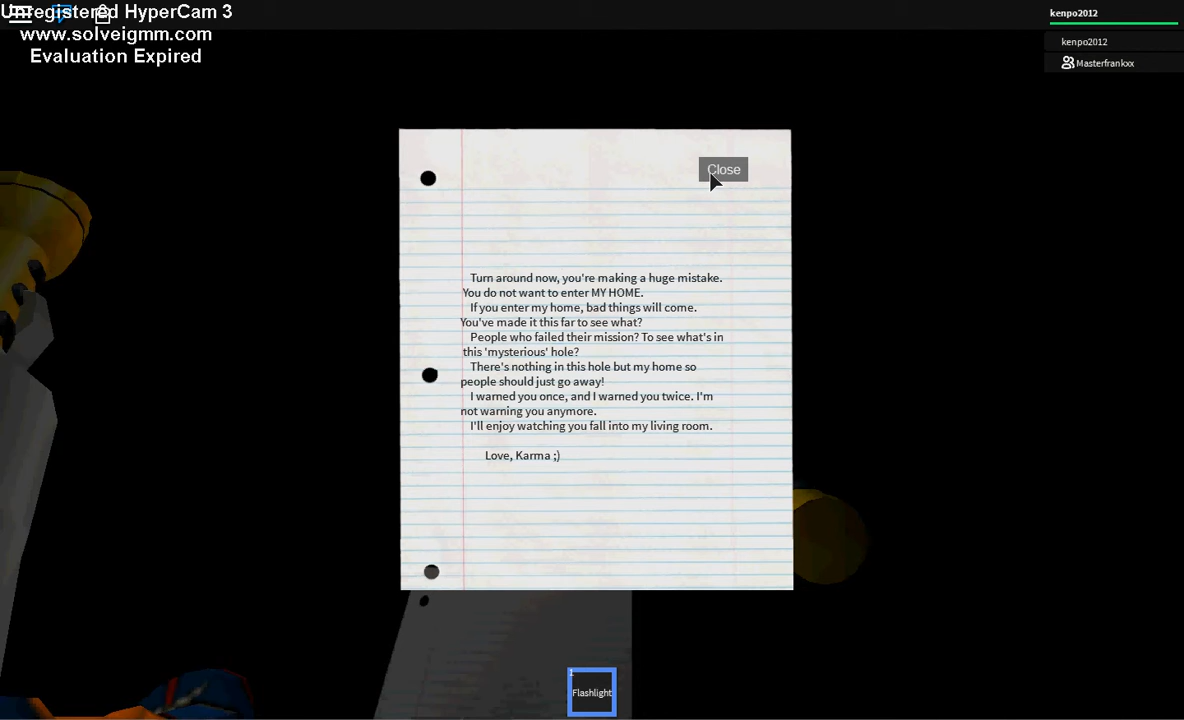 Unregistered HyperCam 3
www.solveigmm.com
Evaluation Expired
kenpo2012
kenpo2012
Masterfrankxx
Close
Turn around now, you're making a huge mistake.
You do not want to enter MY HOME.
If you enter my home, bad things will come.
You've made it this far to see what?
People who failed their mission? To see what's in
this 'mysterious' hole?
There's nothing in this hole but my home so
people should just go away!
I warned you once, and I warned you twice. I'm
not warning you anymore.
I'll enjoy watching you fall into my living room.
Love, Karma ;)
1
Flashlight